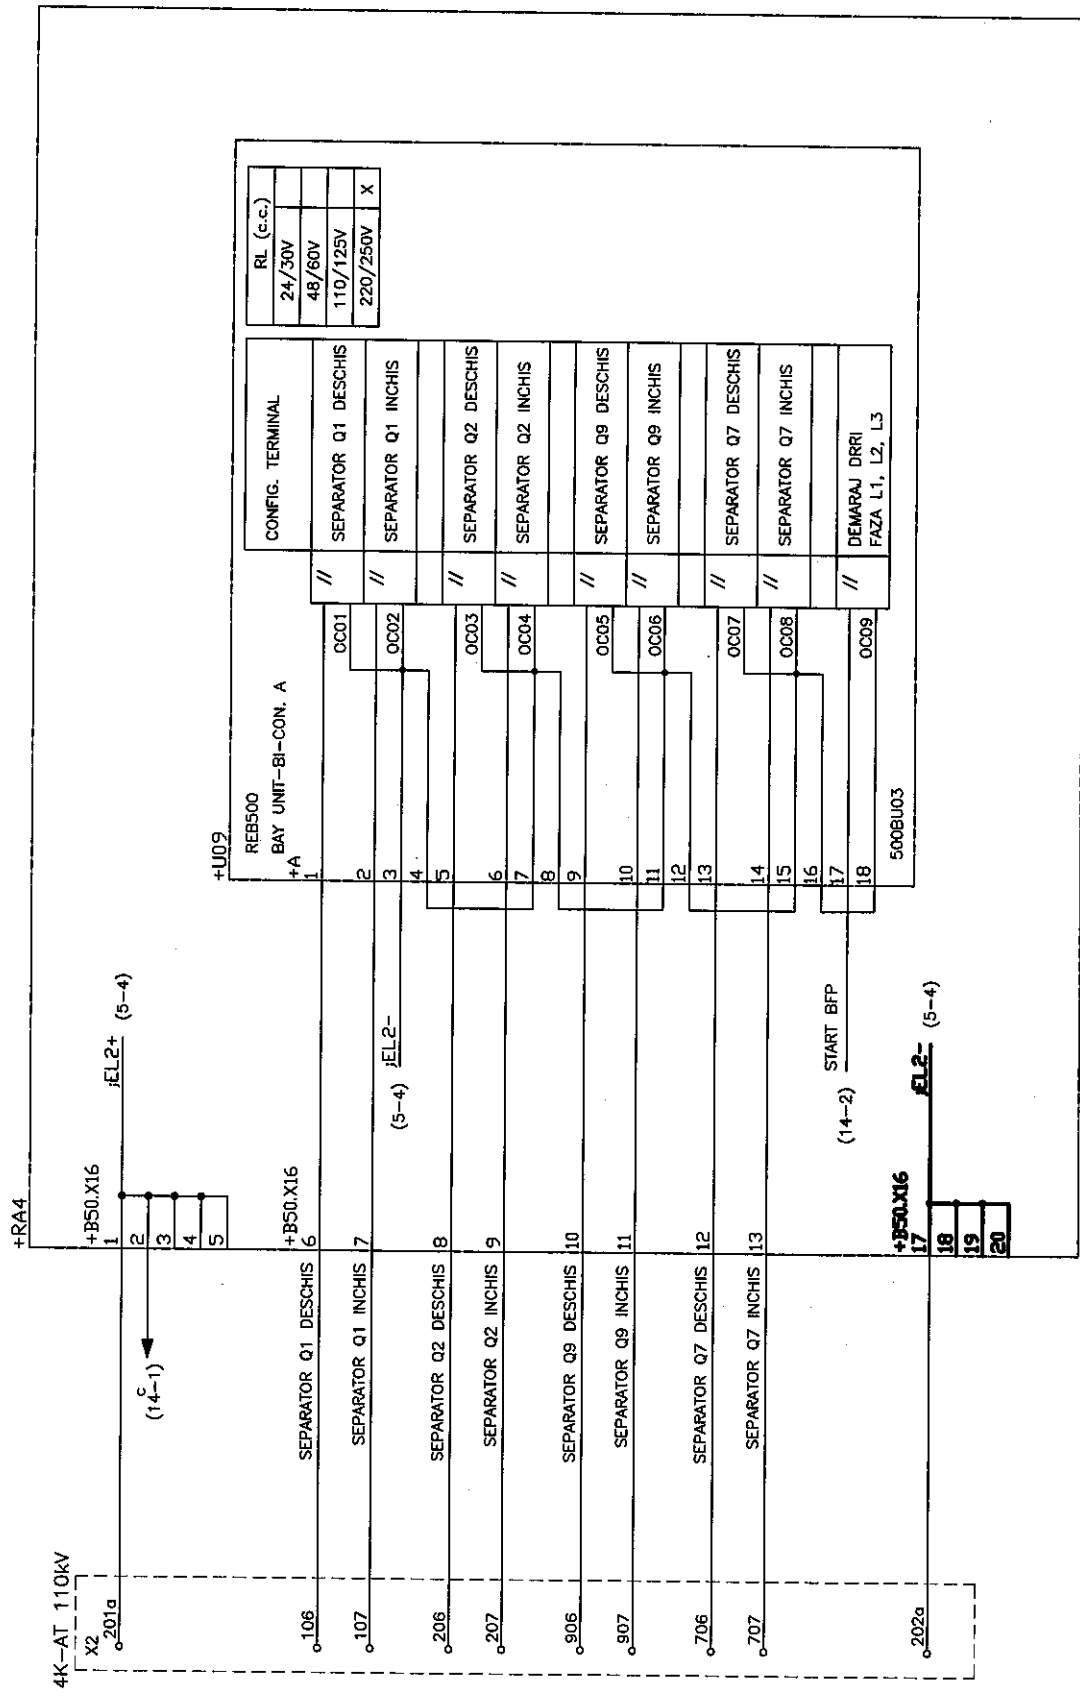 +RA4
+B50.X16
1
2
3
4
5
jEL2+ (5-4)
c
(14-1)
4K-AT 110kV
X2
201a
106
107
206
207
906
907
706
707
202a
SEPARATOR Q1 DESCHIS
SEPARATOR Q1 INCHIS
SEPARATOR Q2 DESCHIS
SEPARATOR Q2 INCHIS
SEPARATOR Q9 DESCHIS
SEPARATOR Q9 INCHIS
SEPARATOR Q7 DESCHIS
SEPARATOR Q7 INCHIS
+B50.X16
6
7
8
9
10
11
12
13
+B50.X16
17
18
19
20
jEL2- (5-4)
(5-4) jEL2-
(14-2) START BFP
+U09
REB500
BAY UNIT-BI-CON. A
+A
1
2
3
4
5
6
7
8
9
10
11
12
13
14
15
16
17
18
500BU03
OC01
OC02
OC03
OC04
OC05
OC06
OC07
OC08
OC09
CONFIG. TERMINAL
// SEPARATOR Q1 DESCHIS
// SEPARATOR Q1 INCHIS
// SEPARATOR Q2 DESCHIS
// SEPARATOR Q2 INCHIS
// SEPARATOR Q9 DESCHIS
// SEPARATOR Q9 INCHIS
// SEPARATOR Q7 DESCHIS
// SEPARATOR Q7 INCHIS
// DEMARAJ DRRI
FAZA L1, L2, L3
RL (c.c.)
24/30V
48/60V
110/125V
220/250V X